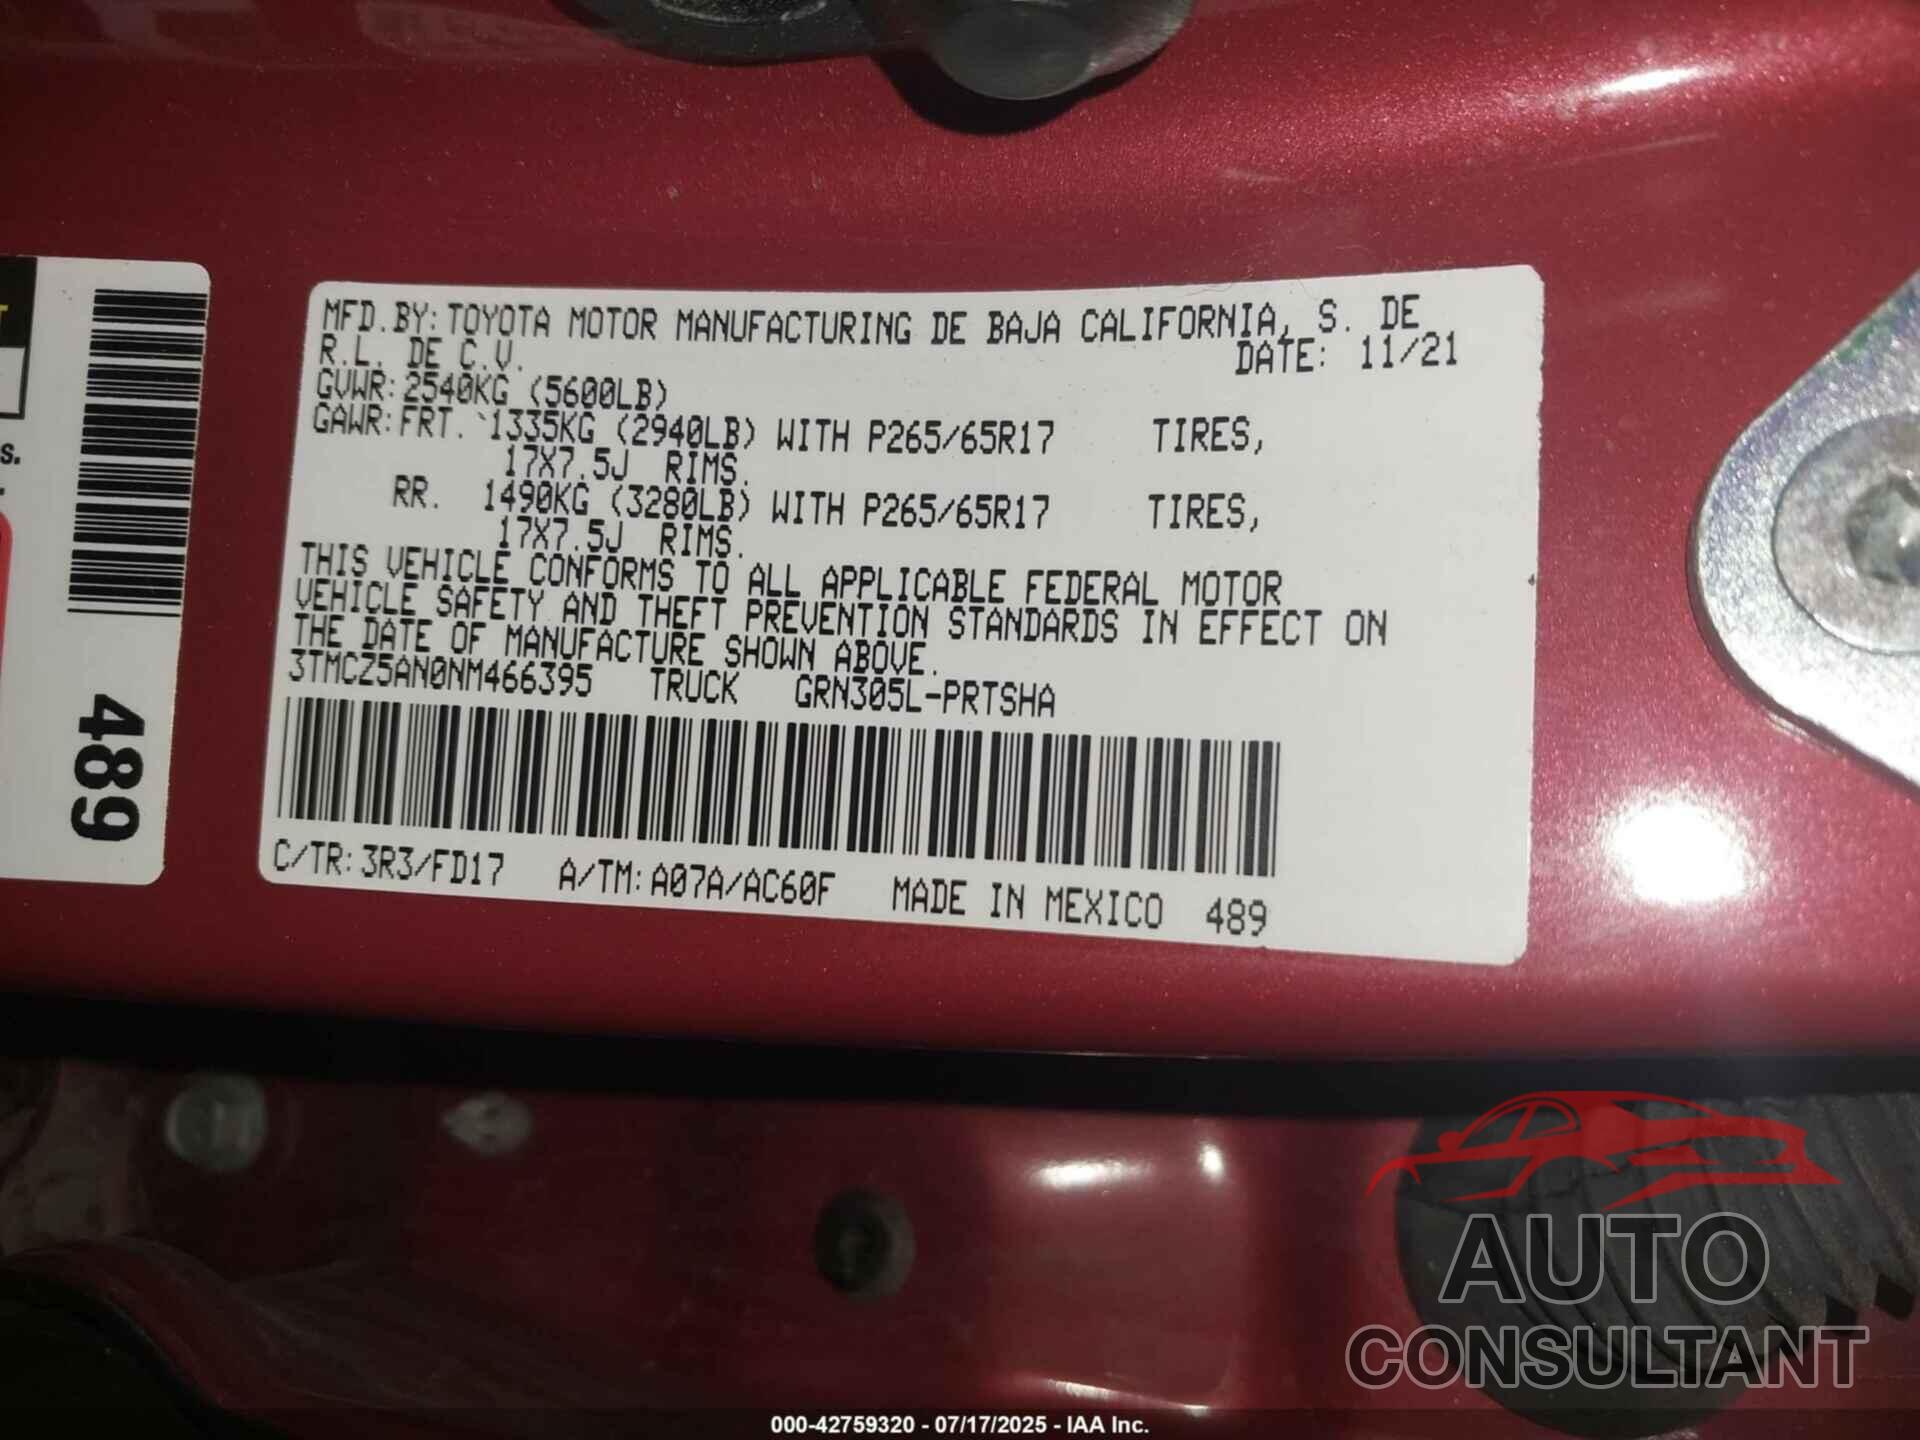 MFD.BY: TOYOTA MOTOR MANUFACTURING DE BAJA CALIFORNIA, S. DE
R.L. DE C.V. DATE: 11/21
GVWR: 2540KG (5600LB)
GAWR: FRT. 1335KG (2940LB) WITH P265/65R17 TIRES,
17X7.5J RIMS.
RR. 1490KG (3280LB) WITH P265/65R17 TIRES,
17X7.5J RIMS.
THIS VEHICLE CONFORMS TO ALL APPLICABLE FEDERAL MOTOR
VEHICLE SAFETY AND THEFT PREVENTION STANDARDS IN EFFECT ON
THE DATE OF MANUFACTURE SHOWN ABOVE.
3TMCZ5AN0NM466395 TRUCK GRN305L-PRTSHA
C/TR: 3R3/FD17 A/TM: A07A/AC60F MADE IN MEXICO 489
489
s.
AUTO
CONSULTANT
000-42759320 - 07/17/2025 - IAA Inc.